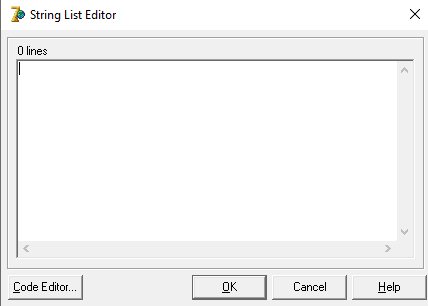 String List Editor
0 lines
Code Editor...
OK
Cancel
Help